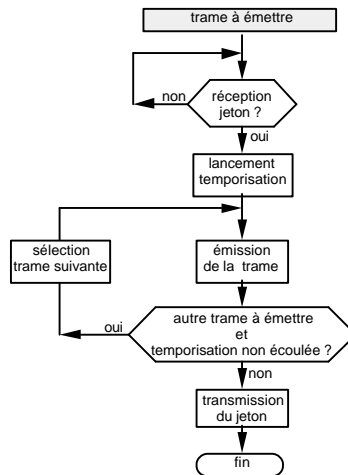 trame à émettre
non
réception
jeton ?
oui
lancement
temporisation
sélection
trame suivante
émission
de la trame
oui
autre trame à émettre
et
temporisation non écoulée ?
non
transmission
du jeton
fin